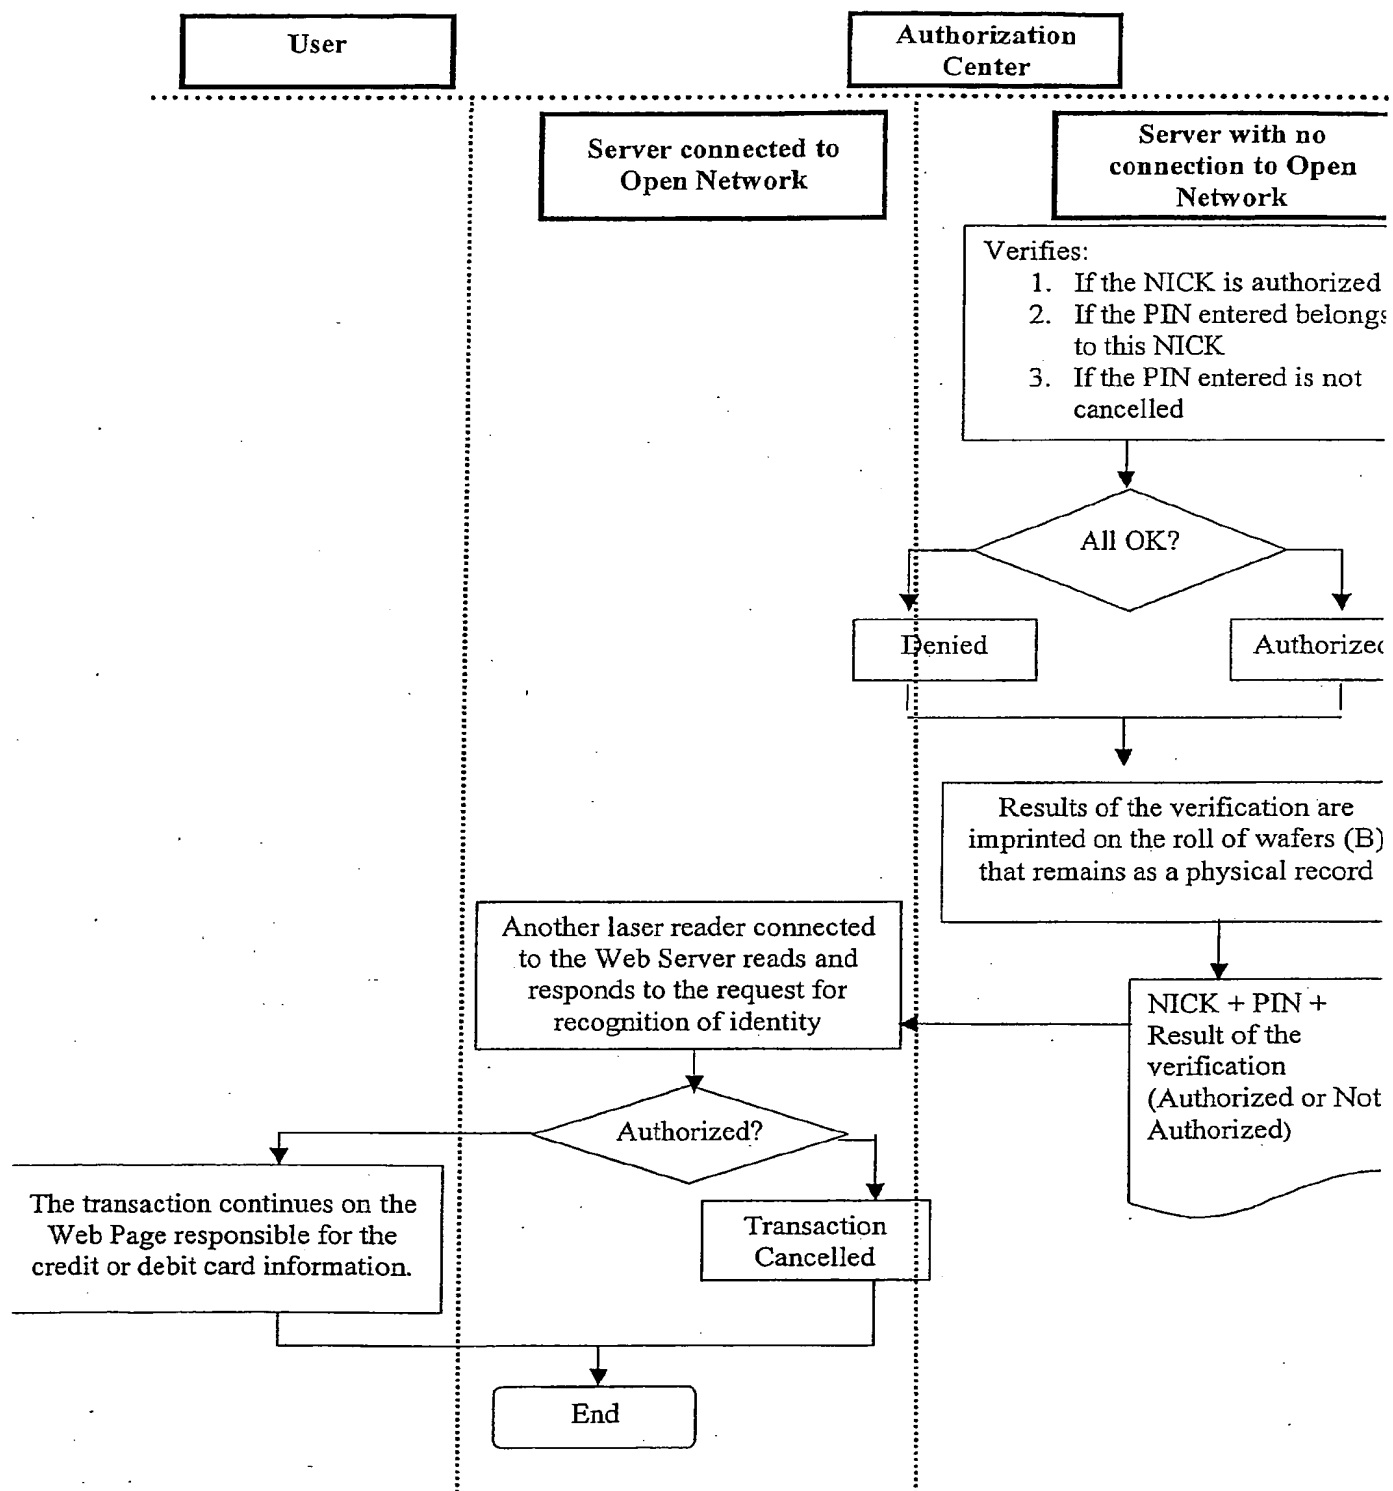 User
Authorization
Center
Server connected to
Open Network
Server with no
connection to Open
Network
Verifies:
1. If the NICK is authorized
2. If the PIN entered belongs
to this NICK
3. If the PIN entered is not
cancelled
All OK?
Denied
Authorized
Results of the verification are
imprinted on the roll of wafers (B)
that remains as a physical record
Another laser reader connected
to the Web Server reads and
responds to the request for
recognition of identity
NICK + PIN +
Result of the
verification
(Authorized or Not
Authorized)
Authorized?
The transaction continues on the
Web Page responsible for the
credit or debit card information.
Transaction
Cancelled
End